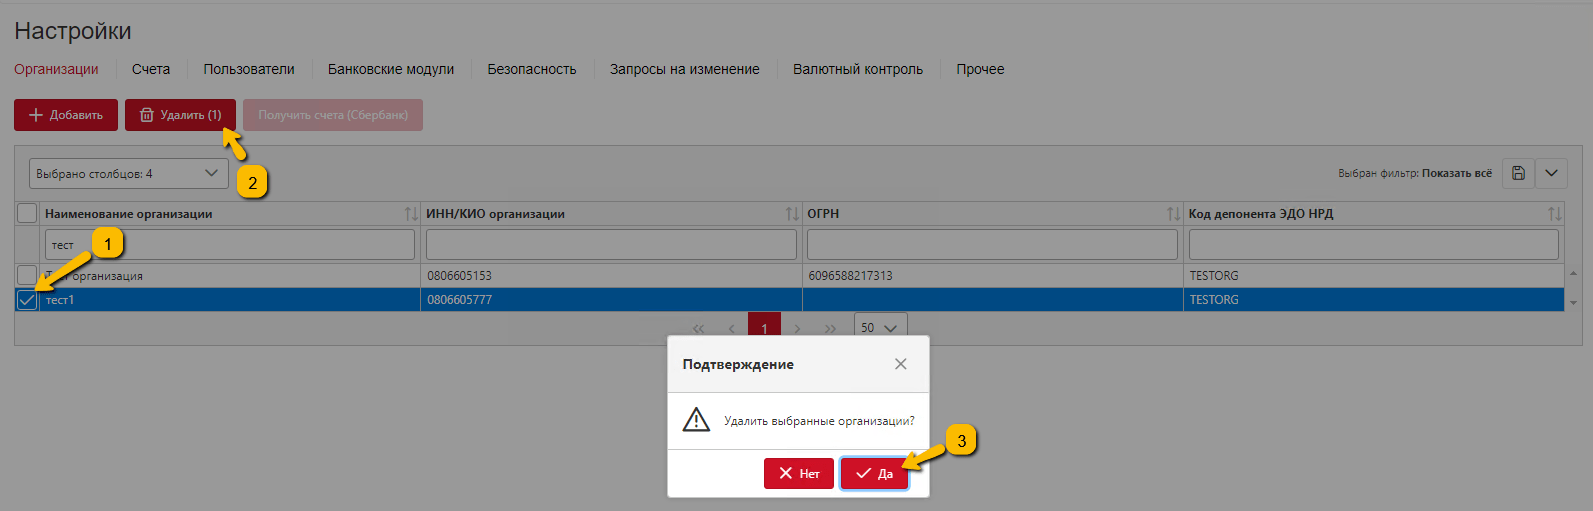 Настройки
Организации Счета Пользователи Банковские модули Безопасность Запросы на изменение Валютный контроль Прочее
Добавить Удалить (1) Получить счета (Сбербанк)
2
Выбрано столбцов: 4 Выбран фильтр: Показать всё
Наименование организации ИНН/КИО организации ОГРН Код депонента ЭДО НРД
1
тест
организация 0806605153 6096588217313 TESTORG
тест1 0806605777 TESTORG
« ‹ 1 › » 50
Подтверждение
Удалить выбранные организации?
3
Нет Да